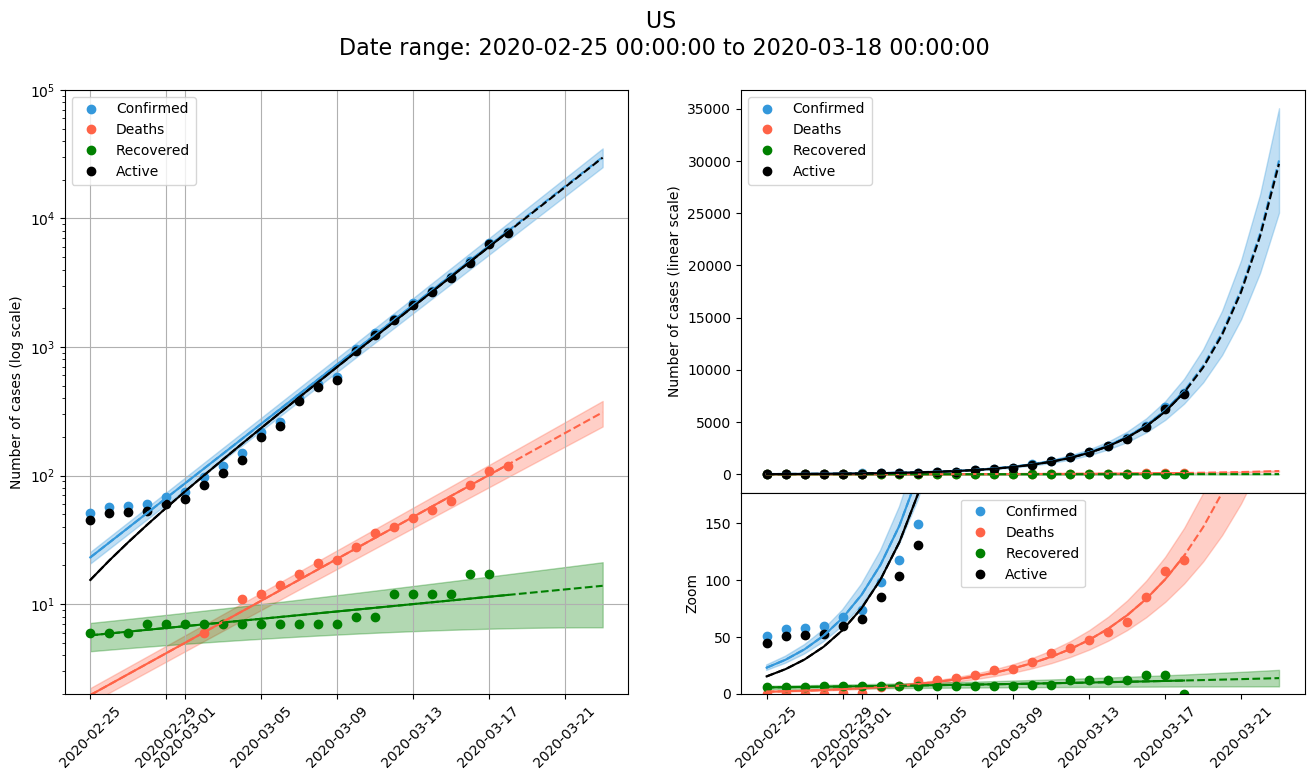 US
Date range: 2020-02-25 00:00:00 to 2020-03-18 00:00:00
Number of cases (log scale)
10^5
10^4
10^3
10^2
10^1
Confirmed
Deaths
Recovered
Active
2020-02-25
2020-02-29
2020-03-01
2020-03-05
2020-03-09
2020-03-13
2020-03-17
2020-03-21
Number of cases (linear scale)
35000
30000
25000
20000
15000
10000
5000
0
Confirmed
Deaths
Recovered
Active
Zoom
150
100
50
0
Confirmed
Deaths
Recovered
Active
2020-02-25
2020-02-29
2020-03-01
2020-03-05
2020-03-09
2020-03-13
2020-03-17
2020-03-21